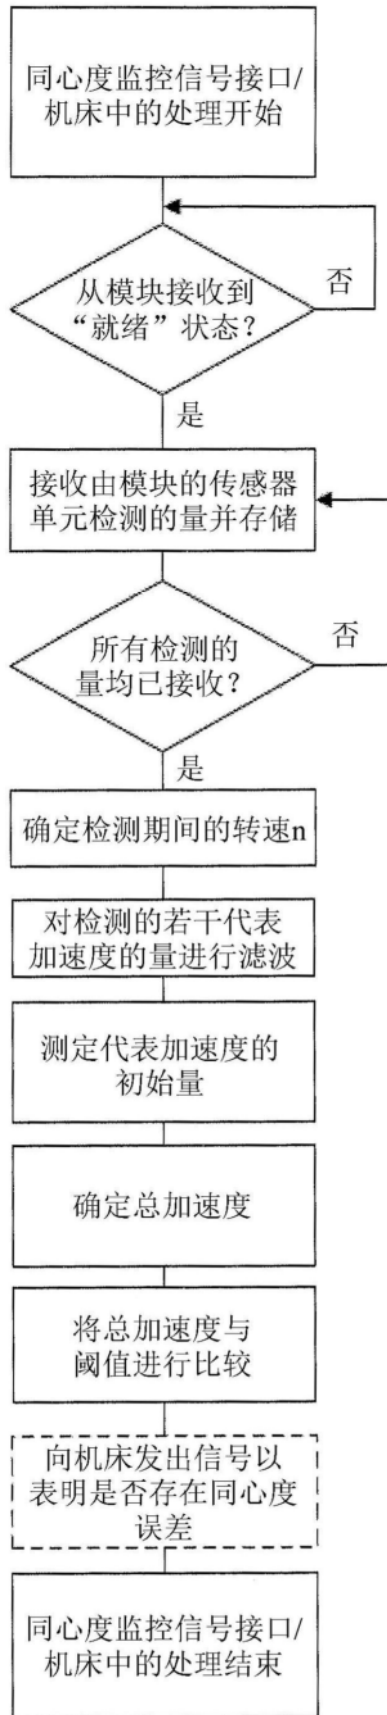 同心度监控信号接口/
机床中的处理开始
从模块接收到
“就绪”状态？
否
是
接收由模块的传感器
单元检测的量并存储
所有检测的
量均已接收？
否
是
确定检测期间的转速n
对检测的若干代表
加速度的量进行滤波
测定代表加速度的
初始量
确定总加速度
将总加速度与
阈值进行比较
向机床发出信号以
表明是否存在同心度
误差
同心度监控信号接口/
机床中的处理结束